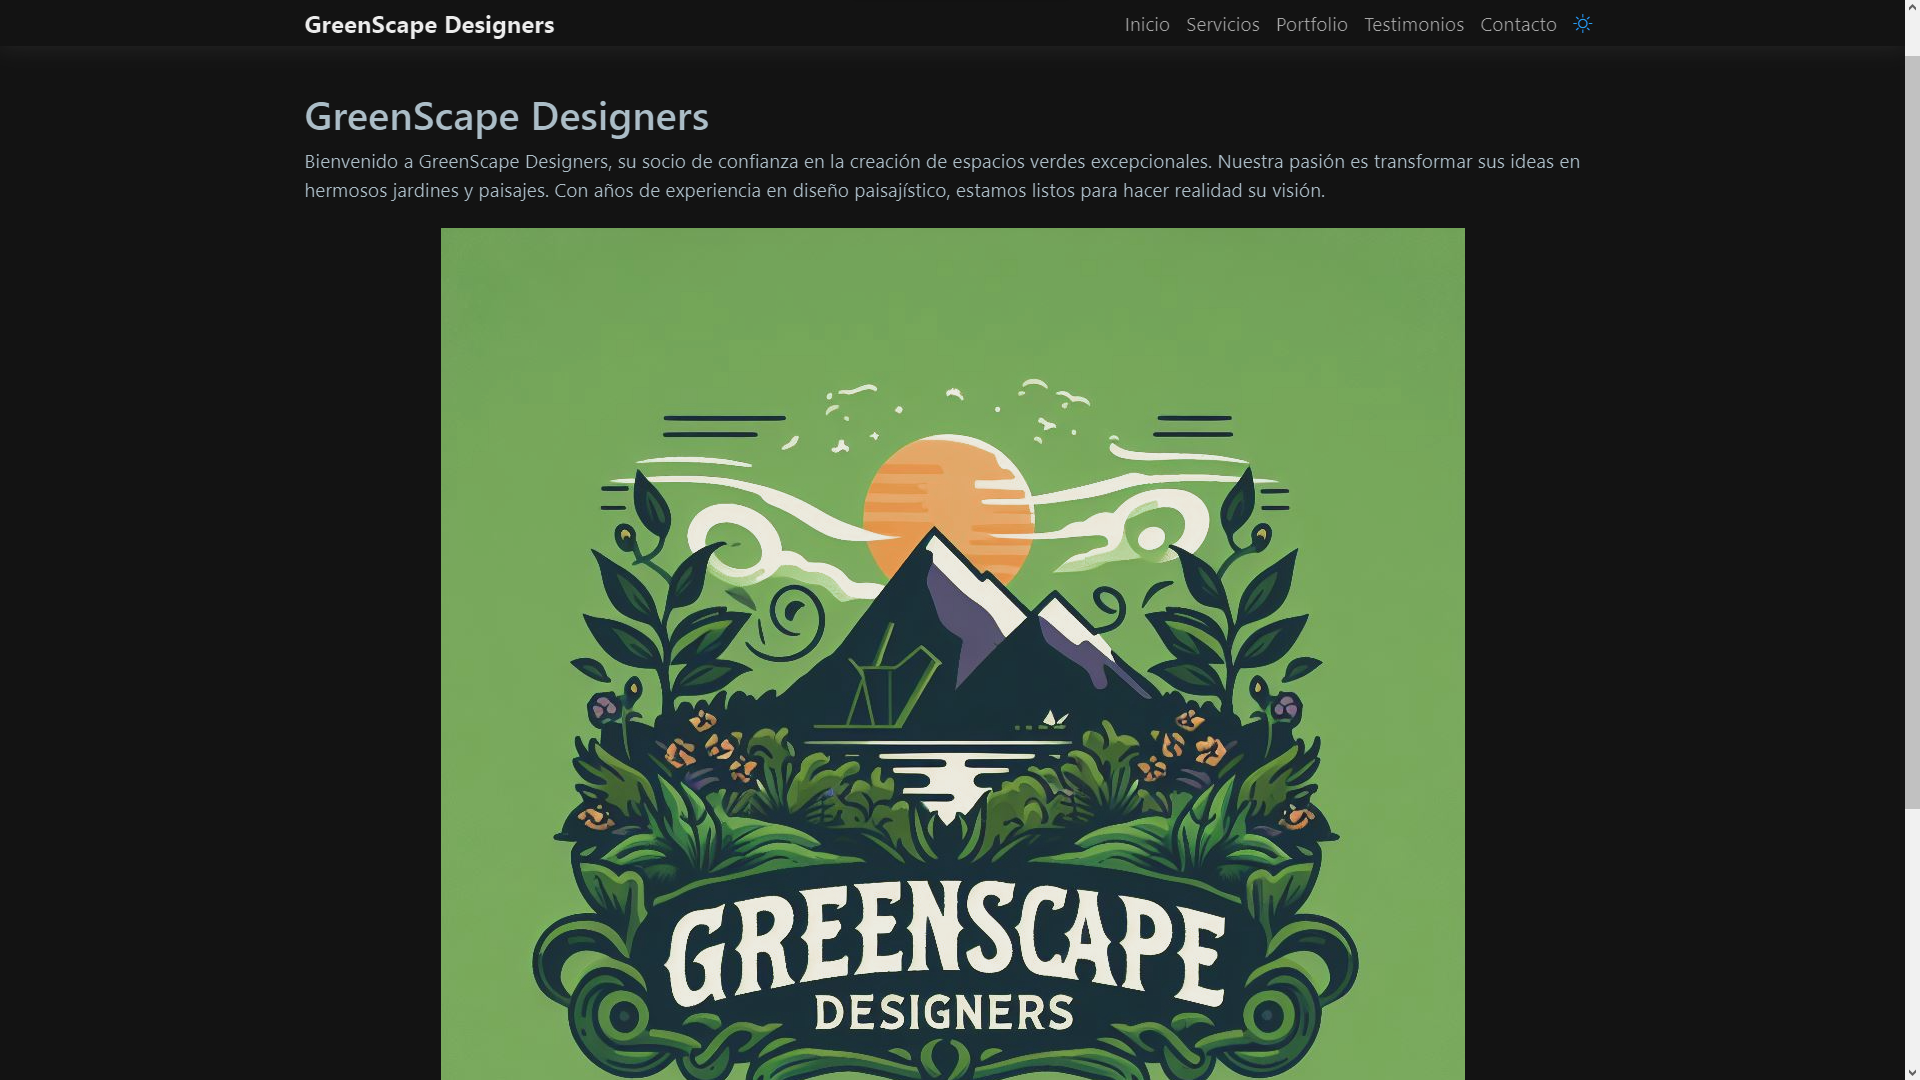 GreenScape Designers
Inicio Servicios Portfolio Testimonios Contacto
GreenScape Designers
Bienvenido a GreenScape Designers, su socio de confianza en la creación de espacios verdes excepcionales. Nuestra pasión es transformar sus ideas en
hermosos jardines y paisajes. Con años de experiencia en diseño paisajístico, estamos listos para hacer realidad su visión.
GREENSCAPE
DESIGNERS